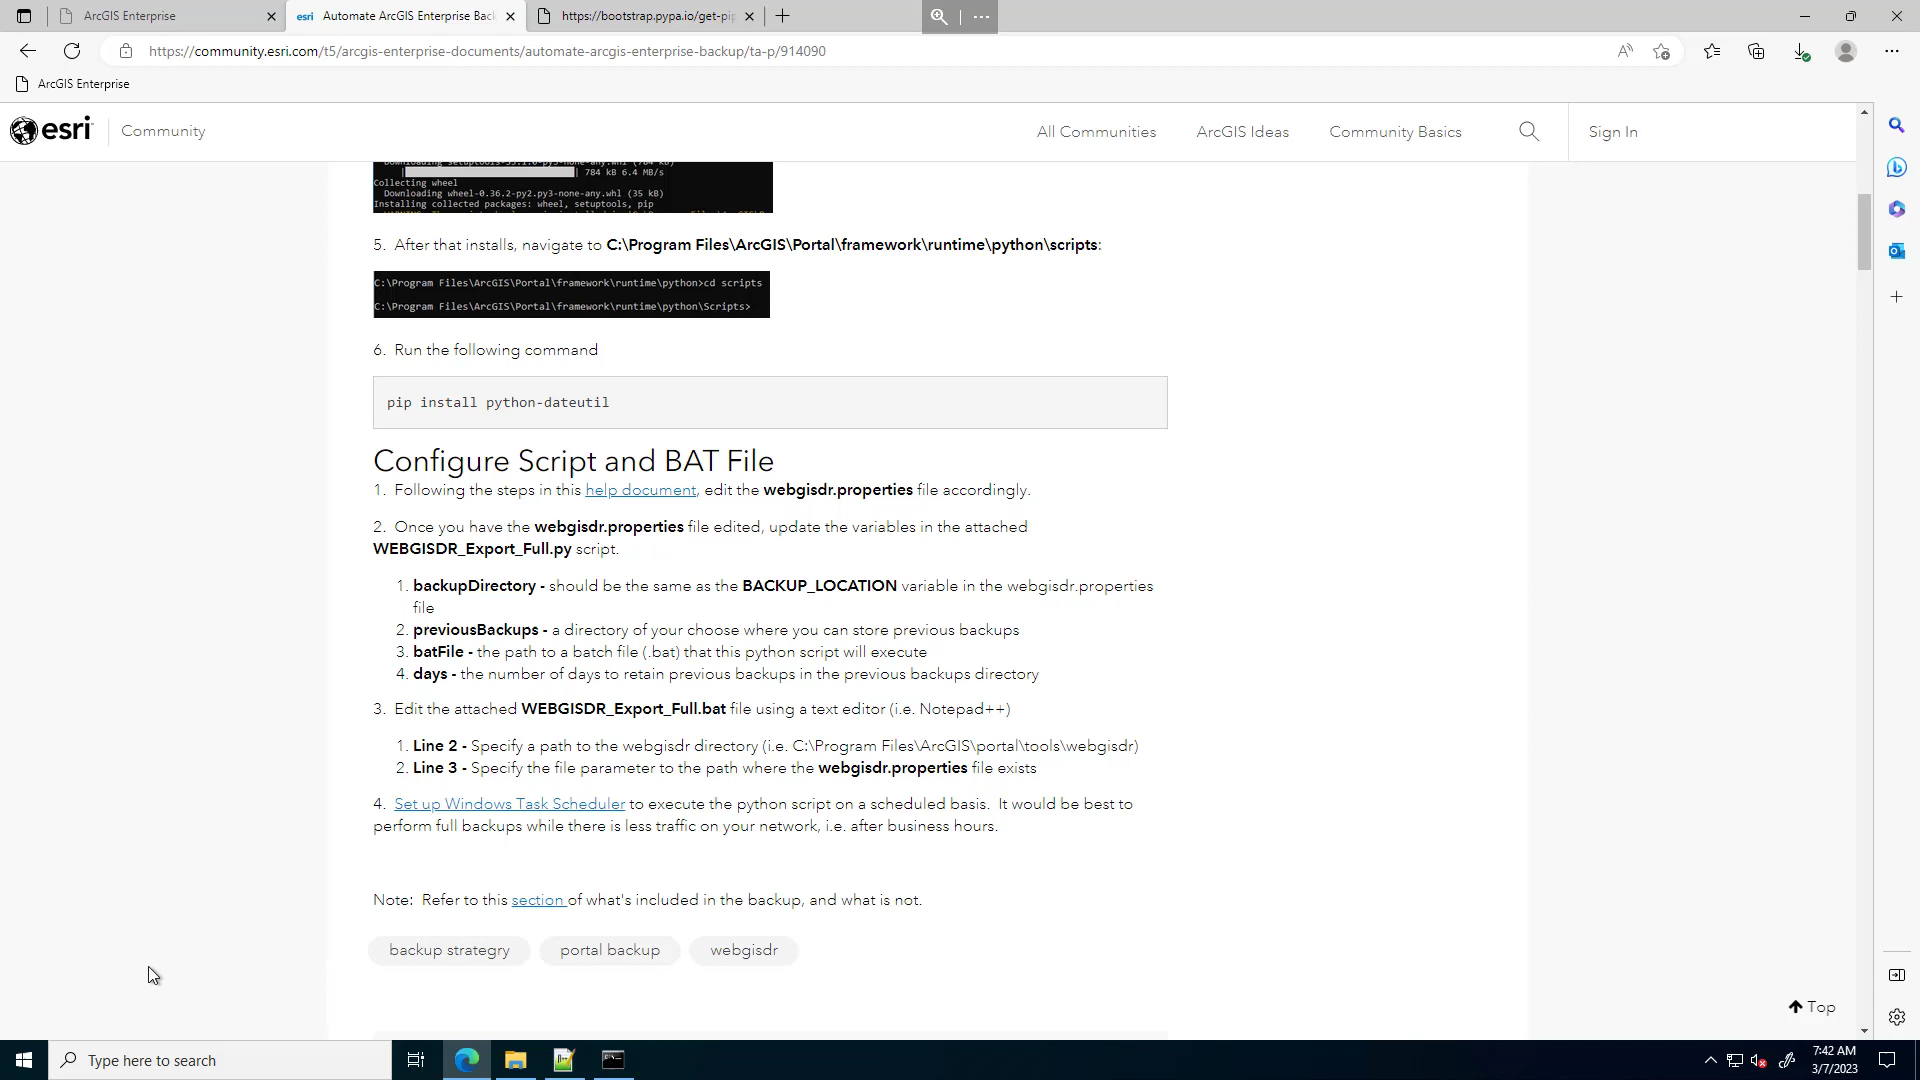 ArcGIS Enterprise
esri Automate ArcGIS Enterprise Bac
https://bootstrap.pypa.io/get-pip
https://community.esri.com/t5/arcgis-enterprise-documents/automate-arcgis-enterprise-backup/ta-p/914090
ArcGIS Enterprise
esri Community
All Communities ArcGIS Ideas Community Basics Sign In
Downloading setuptools-53.1.0-py3-none-any.whl (784 kB)
784 kB 6.4 MB/s
Collecting wheel
Downloading wheel-0.36.2-py2.py3-none-any.whl (35 kB)
Installing collected packages: wheel, setuptools, pip
5. After that installs, navigate to C:\Program Files\ArcGIS\Portal\framework\runtime\python\scripts:
C:\Program Files\ArcGIS\Portal\framework\runtime\python>cd scripts
C:\Program Files\ArcGIS\Portal\framework\runtime\python\Scripts>
6. Run the following command
pip install python-dateutil
Configure Script and BAT File
1. Following the steps in this help document, edit the webgisdr.properties file accordingly.
2. Once you have the webgisdr.properties file edited, update the variables in the attached
WEBGISDR_Export_Full.py script.
1. backupDirectory - should be the same as the BACKUP_LOCATION variable in the webgisdr.properties
file
2. previousBackups - a directory of your choose where you can store previous backups
3. batFile - the path to a batch file (.bat) that this python script will execute
4. days - the number of days to retain previous backups in the previous backups directory
3. Edit the attached WEBGISDR_Export_Full.bat file using a text editor (i.e. Notepad++)
1. Line 2 - Specify a path to the webgisdr directory (i.e. C:\Program Files\ArcGIS\portal\tools\webgisdr)
2. Line 3 - Specify the file parameter to the path where the webgisdr.properties file exists
4. Set up Windows Task Scheduler to execute the python script on a scheduled basis. It would be best to
perform full backups while there is less traffic on your network, i.e. after business hours.
Note: Refer to this section of what's included in the backup, and what is not.
backup strategry portal backup webgisdr
Top
Type here to search
7:42 AM
3/7/2023